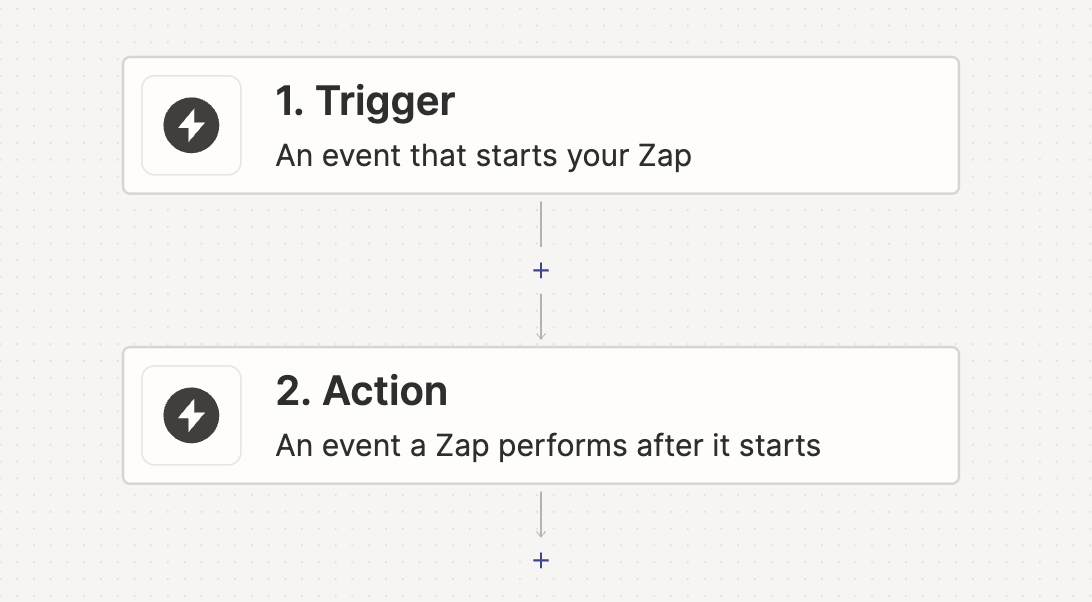 1. Trigger
An event that starts your Zap
+
2. Action
An event a Zap performs after it starts
+